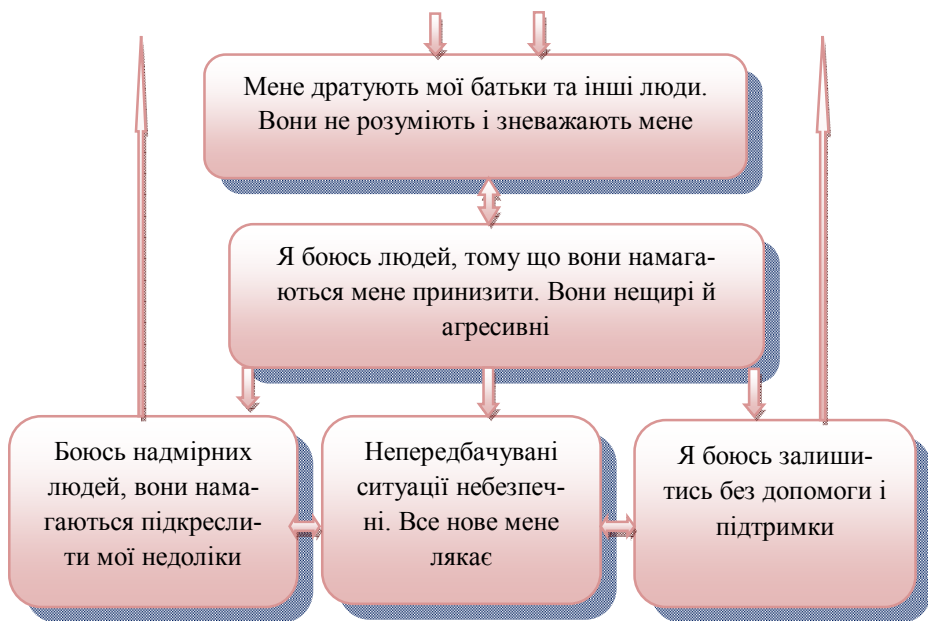 Мене дратують мої батьки та інші люди.
Вони не розуміють і зневажають мене
Я боюсь людей, тому що вони намага-
ються мене принизити. Вони нещирі й
агресивні
Боюсь надмірних
людей, вони нама-
гаються підкресли-
ти мої недоліки
Непередбачувані
ситуації небезпеч-
ні. Все нове мене
лякає
Я боюсь залиши-
тись без допомоги і
підтримки